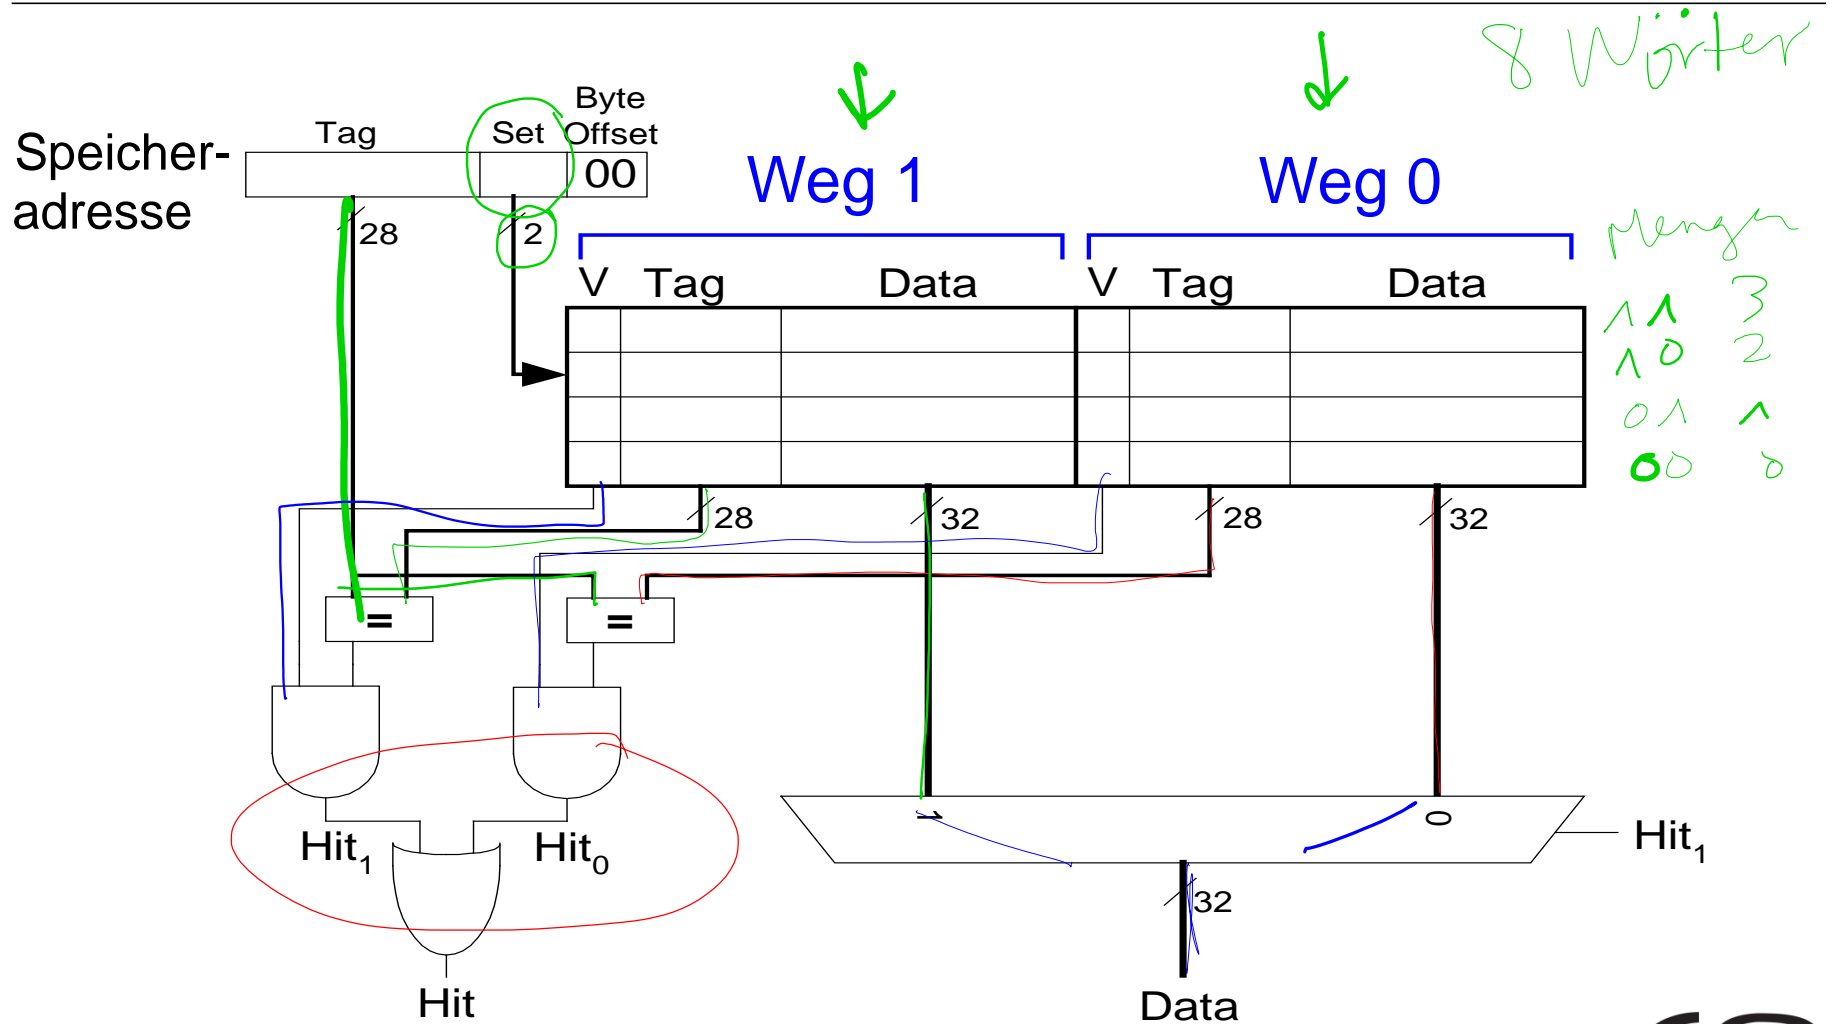 8 Wörter
Byte
Tag Set Offset
Speicher-
adresse
00
Weg 1 Weg 0
28 2
Mengen
V Tag Data V Tag Data
11 3
10 2
01 1
00 0
28 32 28 32
= =
1 0
Hit1 Hit0 Hit1
32
Hit Data